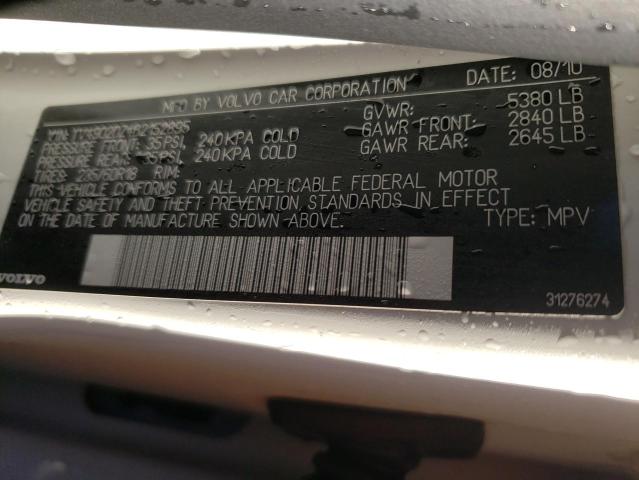 MFD BY VOLVO CAR CORPORATION DATE: 08/10
GVWR: 5380 LB
GAWR FRONT: 2840 LB
GAWR REAR: 2645 LB
VIN:
PRESSURE FRONT: 35PSI, 240KPA COLD
PRESSURE REAR: 35PSI, 240KPA COLD
TIRES: 235/60R18 RIM:
THIS VEHICLE CONFORMS TO ALL APPLICABLE FEDERAL MOTOR
VEHICLE SAFETY AND THEFT PREVENTION STANDARDS IN EFFECT
ON THE DATE OF MANUFACTURE SHOWN ABOVE.
TYPE: MPV
VOLVO
31276274